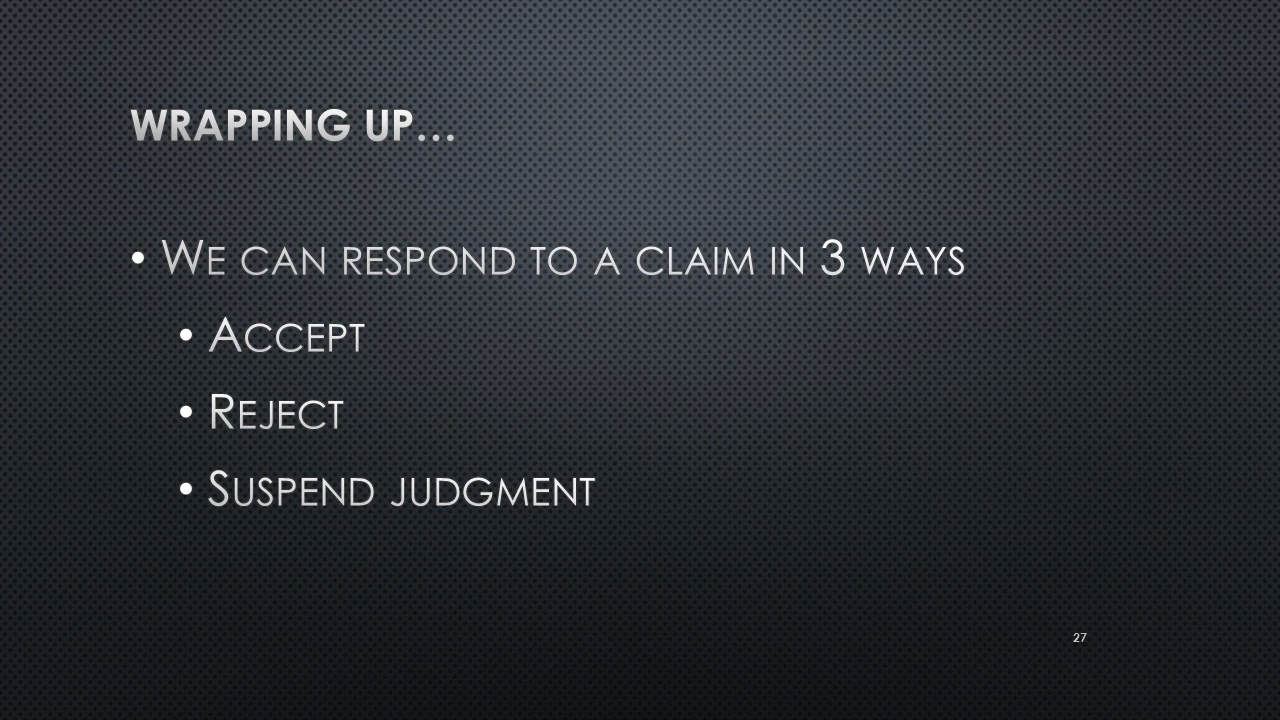 WRAPPING UP...
• WE CAN RESPOND TO A CLAIM IN 3 WAYS
• ACCEPT
• REJECT
• SUSPEND JUDGMENT
27